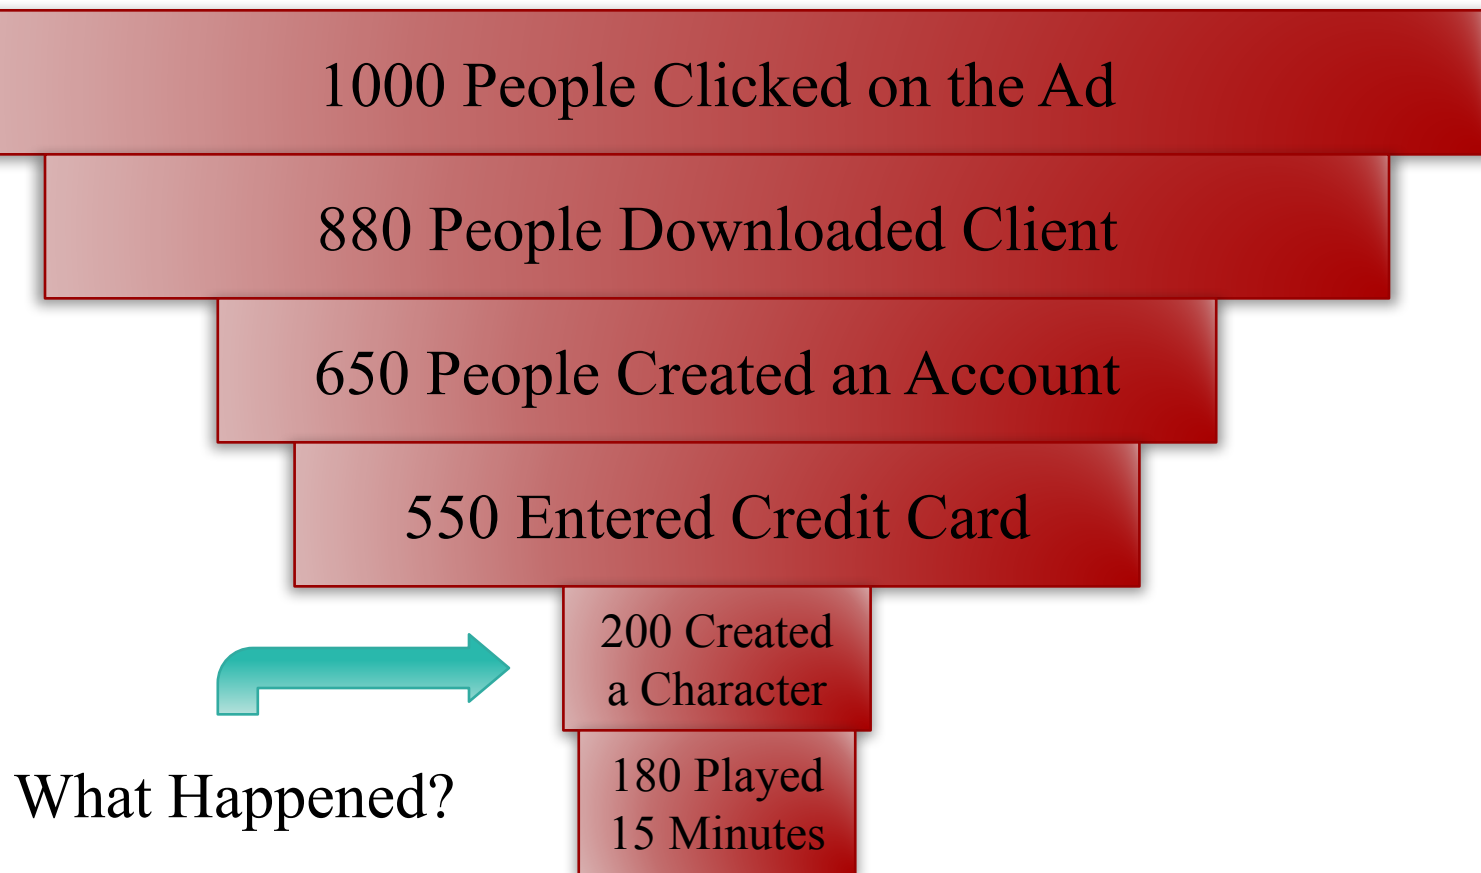 1000 People Clicked on the Ad
880 People Downloaded Client
650 People Created an Account
550 Entered Credit Card
200 Created
a Character
What Happened?
180 Played
15 Minutes